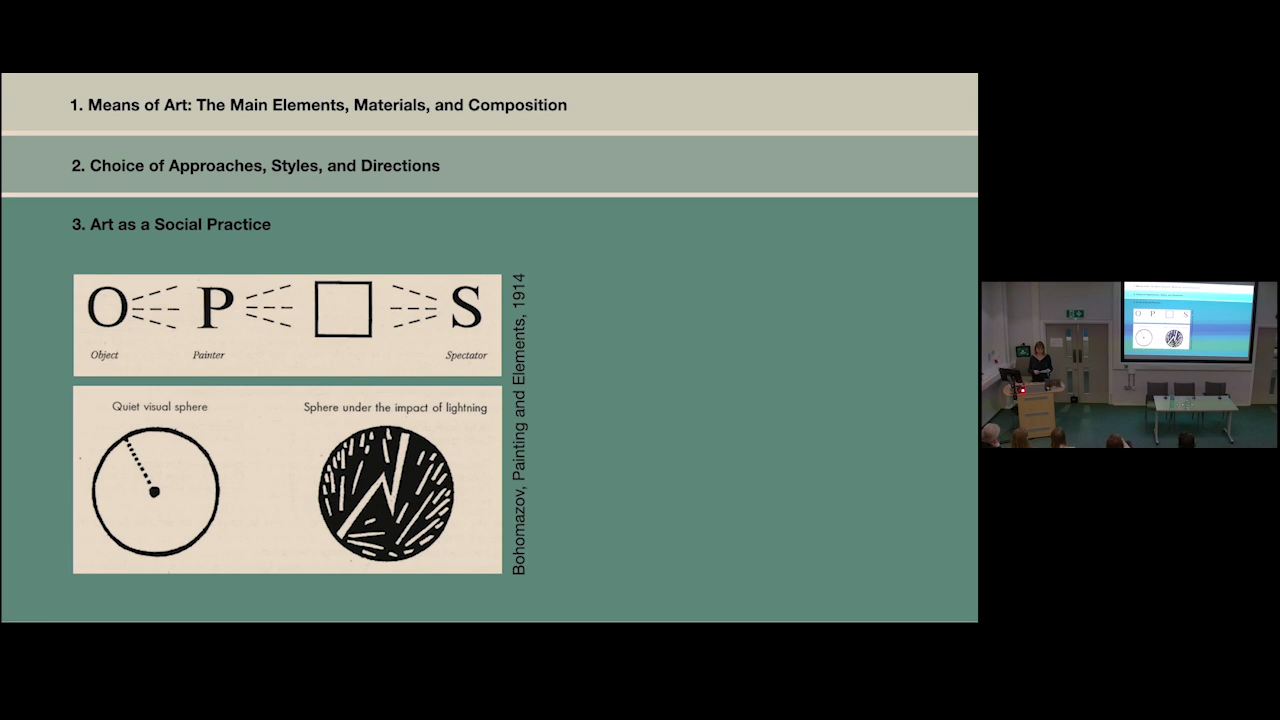 1. Means of Art: The Main Elements, Materials, and Composition
2. Choice of Approaches, Styles, and Directions
3. Art as a Social Practice
O P S
Object Painter Spectator
Quiet visual sphere Sphere under the impact of lightning
Bohomazov, Painting and Elements, 1914